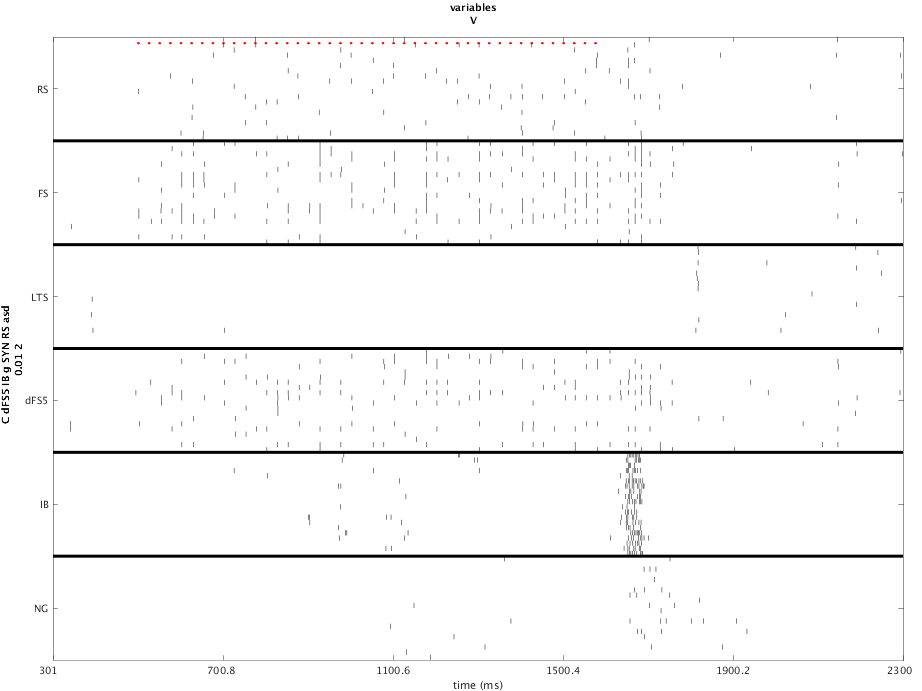 variables
V
RS
FS
LTS
dFS5
IB
NG
C dFS5 IB g SYN RS asd
0.01 2
301
700.8
1100.6
1500.4
1900.2
2300
time (ms)